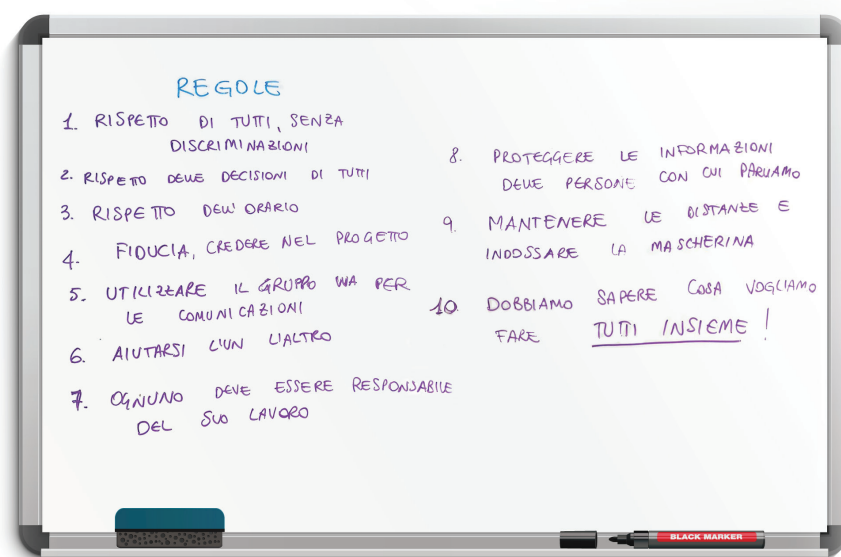 REGOLE
1. RISPETTO DI TUTTI, SENZA
DISCRIMINAZIONI
2. RISPETTO DELLE DECISIONI DI TUTTI
3. RISPETTO DELL'ORARIO
4. FIDUCIA, CREDERE NEL PROGETTO
5. UTILIZZARE IL GRUPPO WA PER
LE COMUNICAZIONI
6. AIUTARSI L'UN L'ALTRO
7. OGNUNO DEVE ESSERE RESPONSABILE
DEL SUO LAVORO
8. PROTEGGERE LE INFORMAZIONI
DELLE PERSONE CON CUI PARLIAMO
9. MANTENERE LE DISTANZE E
INDOSSARE LA MASCHERINA
10. DOBBIAMO SAPERE COSA VOGLIAMO
FARE TUTTI INSIEME!
BLACK MARKER